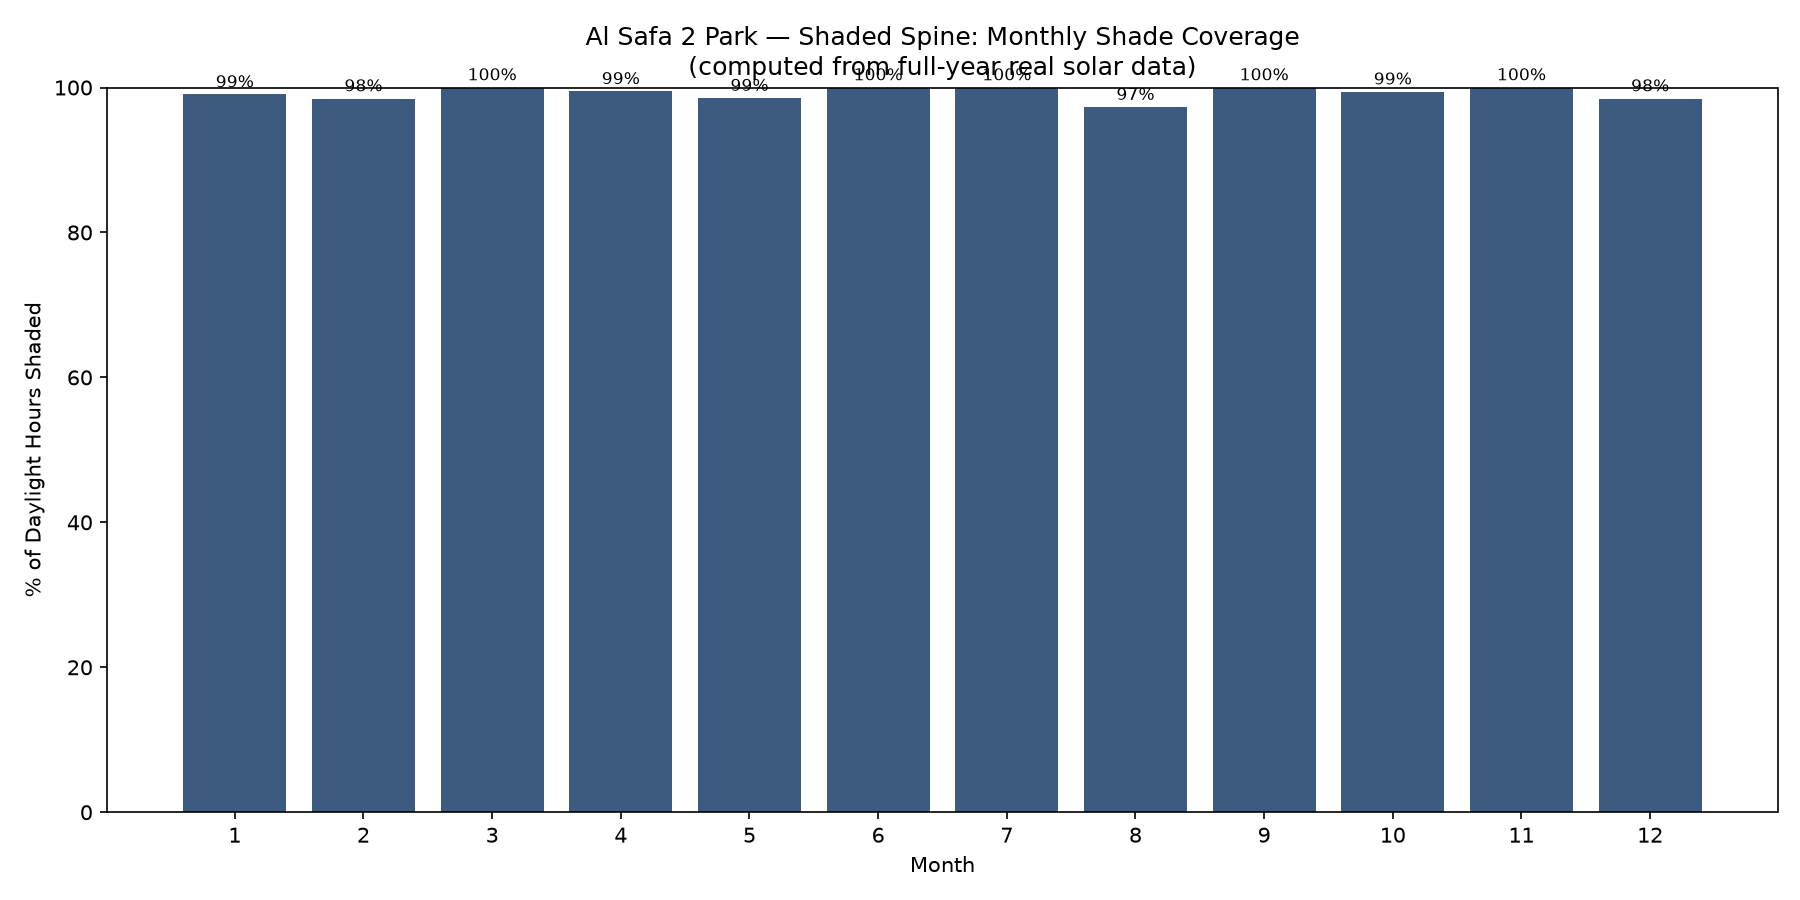 Al Safa 2 Park — Shaded Spine: Monthly Shade Coverage
(computed from full-year real solar data)
99% 98% 100% 99% 99% 100% 100% 97% 100% 99% 100% 98%
100
80
60
40
20
0
% of Daylight Hours Shaded
1 2 3 4 5 6 7 8 9 10 11 12
Month